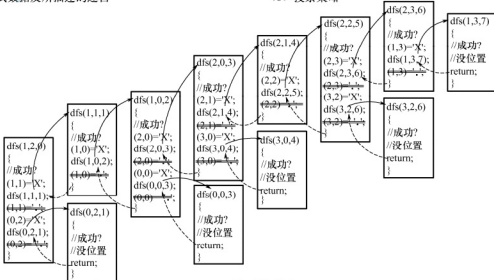 dfs(1,2,0)
{
//成功?
(1,1)='X';
dfs(1,1,1);
(1,1)='.';
(0,2)='X';
dfs(0,2,1);
(0,2)='.';
}
dfs(1,1,1)
{
//成功?
(1,0)='X';
dfs(1,0,2);
(1,0)='.';
}
dfs(0,2,1)
{
//成功?
//没位置
return;
}
dfs(1,0,2)
{
//成功?
(2,0)='X';
dfs(2,0,3);
(2,0)='.';
(0,0)='X';
dfs(0,0,3);
(0,0)='.';
}
dfs(2,0,3)
{
//成功?
(2,1)='X';
dfs(2,1,4);
(2,1)='.';
(3,0)='X';
dfs(3,0,4);
(3,0)='.';
}
dfs(0,0,3)
{
//成功?
//没位置
return;
}
dfs(2,1,4)
{
//成功?
(2,2)='X';
dfs(2,2,5);
(2,2)='.';
}
dfs(3,0,4)
{
//成功?
//没位置
return;
}
dfs(2,2,5)
{
//成功?
(2,3)='X';
dfs(2,3,6);
(2,3)='.';
(3,2)='X';
dfs(3,2,6);
(3,2)='.';
}
dfs(2,3,6)
{
//成功?
(1,3)='X';
dfs(1,3,7);
(1,3)='.';
}
dfs(3,2,6)
{
//成功?
//没位置
return;
}
dfs(1,3,7)
{
//成功?
//没位置
return;
}